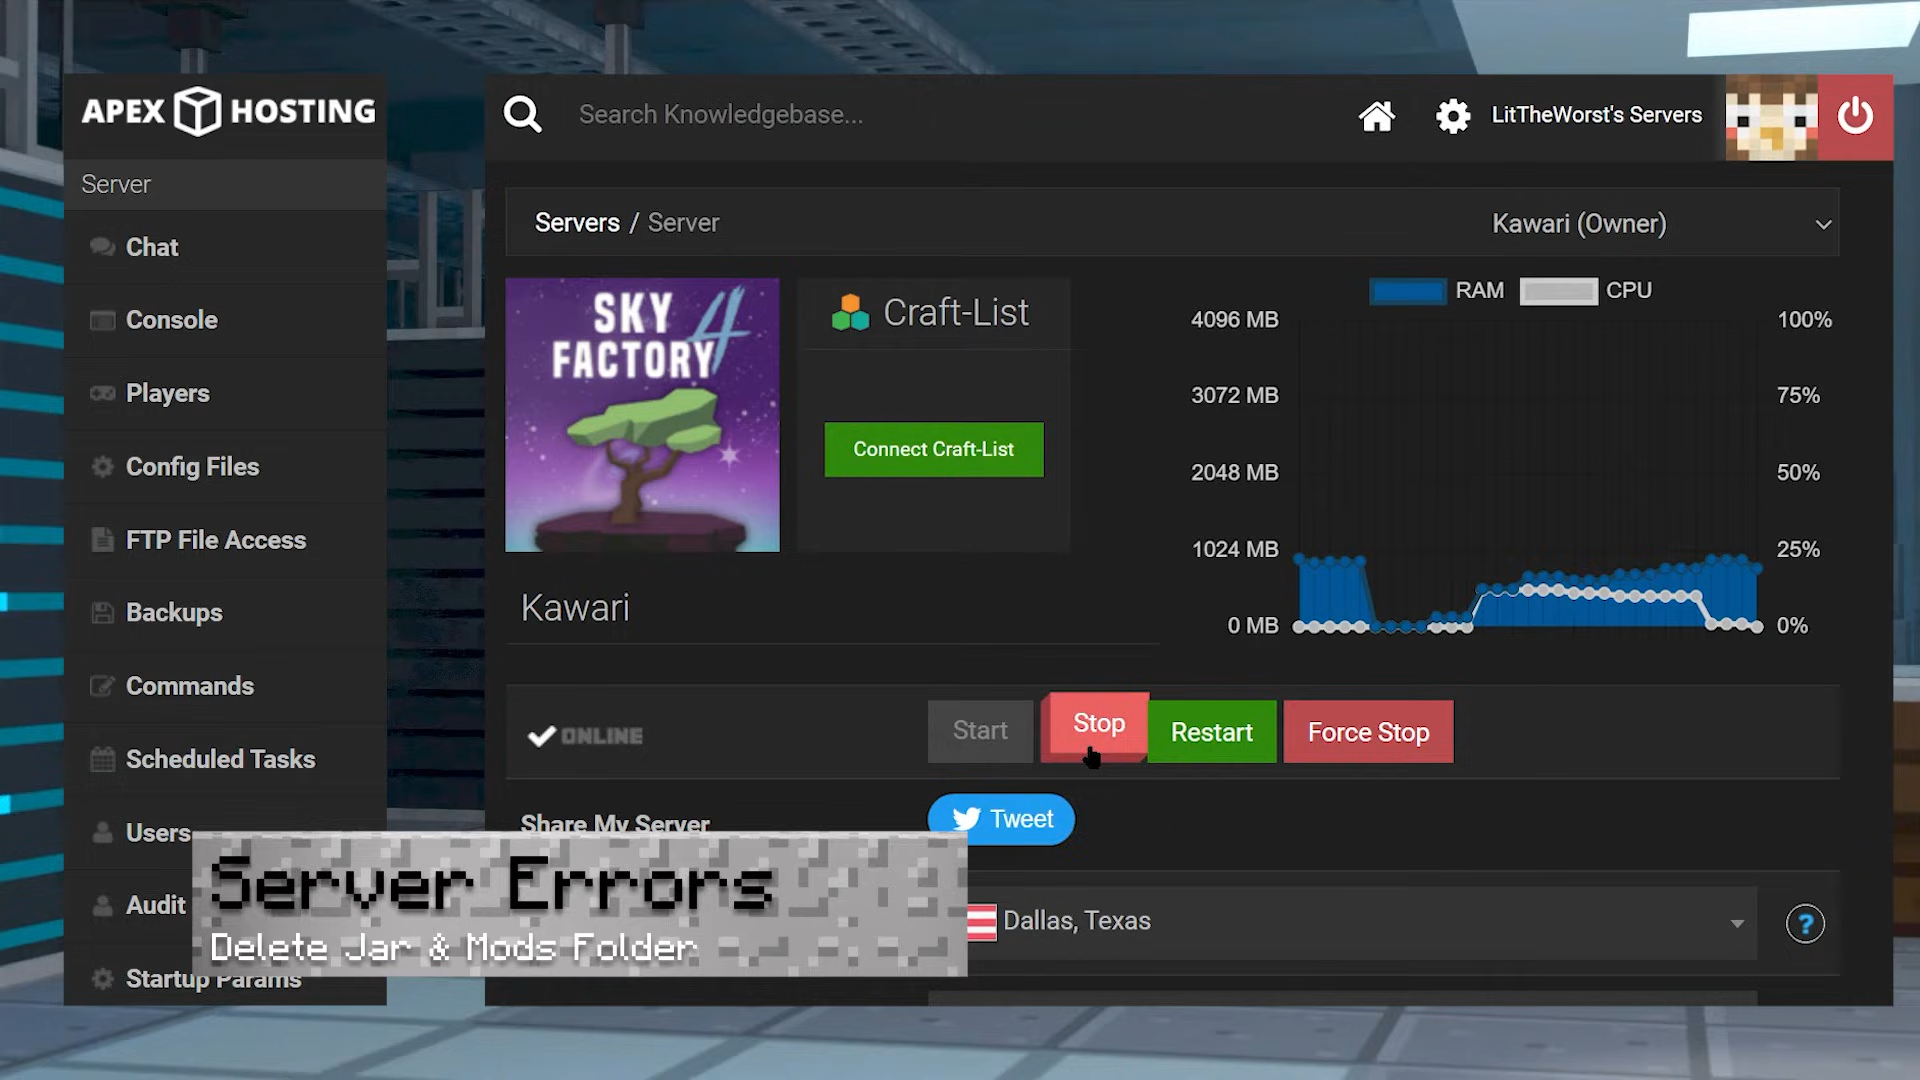 APEX HOSTING
Server
Chat
Console
Players
Config Files
FTP File Access
Backups
Commands
Scheduled Tasks
Users
Audit
Startup Params
Search Knowledgebase...
LitTheWorst's Servers
Servers / Server
Kawari (Owner)
SKY
FACTORY 4
Craft-List
Connect Craft-List
Kawari
RAM CPU
4096 MB 100%
3072 MB 75%
2048 MB 50%
1024 MB 25%
0 MB 0%
ONLINE
Start
Stop
Restart
Force Stop
Share My Server
Tweet
Dallas, Texas
?
Server Errors
Delete Jar & Mods Folder